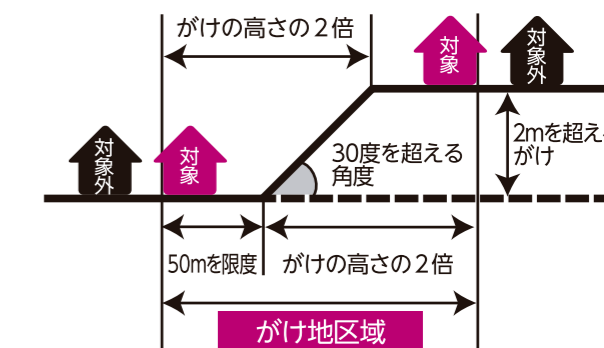 がけの高さの2倍
対象
対象外
2mを超え
がけ
30度を超える
角度
対象外
対象
50mを限度
がけの高さの2倍
がけ地区域